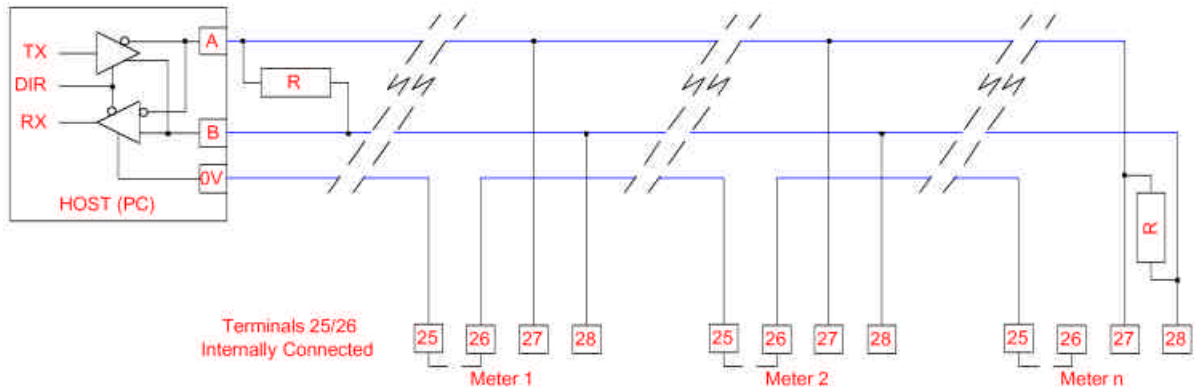 TX
DIR
RX
A
B
0V
HOST (PC)
R
R
Terminals 25/26
Internally Connected
25
26
27
28
Meter 1
25
26
27
28
Meter 2
25
26
27
28
Meter n